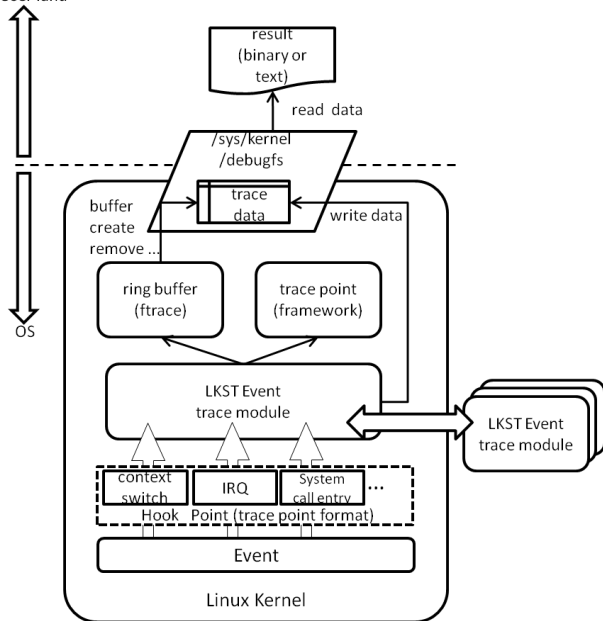 result
(binary or
text)
read data
/sys/kernel
/debugfs
trace
data
buffer
create
remove ...
write data
ring buffer
(ftrace)
trace point
(framework)
OS
LKST Event
trace module
LKST Event
trace module
context
switch
IRQ
System
call entry
...
Hook Point (trace point format)
Event
Linux Kernel